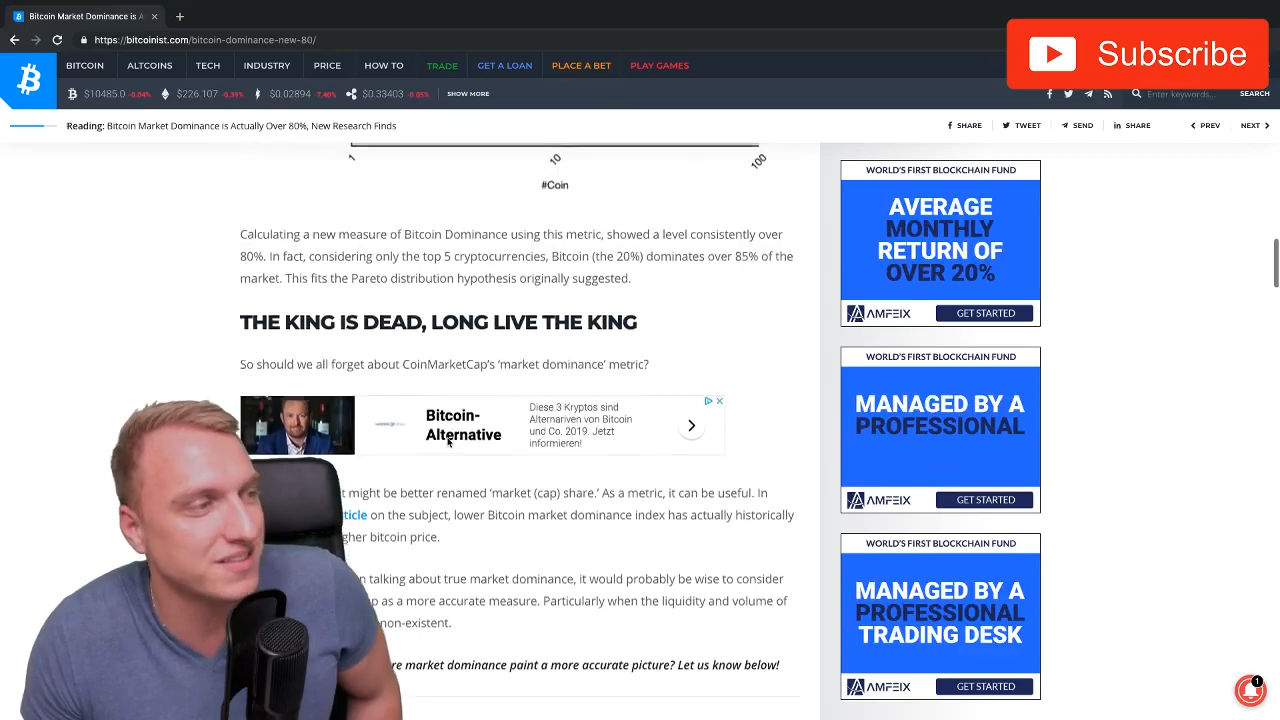 Bitcoin Market Dominance is A
https://bitcoinist.com/bitcoin-dominance-new-80/
Subscribe
BITCOIN ALTCOINS TECH INDUSTRY PRICE HOW TO TRADE GET A LOAN PLACE A BET PLAY GAMES
$10485.0 -0.84% $226.107 -0.39% $0.02894 -7.40% $0.33403 -0.85% SHOW MORE Enter keywords... SEARCH
Reading: Bitcoin Market Dominance is Actually Over 80%, New Research Finds SHARE TWEET SEND SHARE PREV NEXT
1 10 100
#Coin
Calculating a new measure of Bitcoin Dominance using this metric, showed a level consistently over
80%. In fact, considering only the top 5 cryptocurrencies, Bitcoin (the 20%) dominates over 85% of the
market. This fits the Pareto distribution hypothesis originally suggested.
THE KING IS DEAD, LONG LIVE THE KING
So should we all forget about CoinMarketCap's 'market dominance' metric?
Bitcoin-
Alternative
Diese 3 Kryptos sind
Alternariven von Bitcoin
und Co. 2019. Jetzt
informieren!
t might be better renamed 'market (cap) share.' As a metric, it can be useful. In
ticle on the subject, lower Bitcoin market dominance index has actually historically
gher bitcoin price.
n talking about true market dominance, it would probably be wise to consider
p as a more accurate measure. Particularly when the liquidity and volume of
non-existent.
re market dominance paint a more accurate picture? Let us know below!
WORLD'S FIRST BLOCKCHAIN FUND
AVERAGE
MONTHLY
RETURN OF
OVER 20%
AMFEIX GET STARTED
WORLD'S FIRST BLOCKCHAIN FUND
MANAGED BY A
PROFESSIONAL
AMFEIX GET STARTED
WORLD'S FIRST BLOCKCHAIN FUND
MANAGED BY A
PROFESSIONAL
TRADING DESK
AMFEIX GET STARTED
1